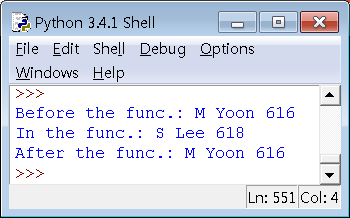 Python 3.4.1 Shell
File Edit Shell Debug Options
Windows Help
>>>
Before the func.: M Yoon 616
In the func.: S Lee 618
After the func.: M Yoon 616
>>>
Ln: 551 Col: 4